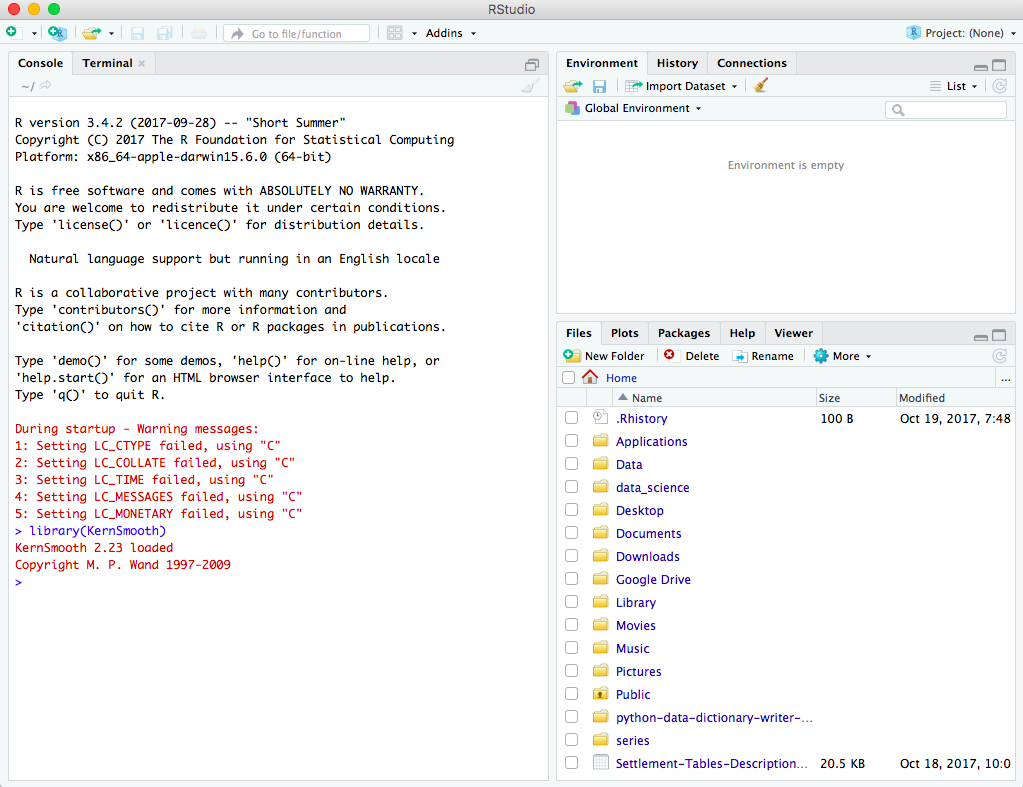 RStudio
Go to file/function
Addins
Project: (None)
Console
Terminal
~/
R version 3.4.2 (2017-09-28) -- "Short Summer"
Copyright (C) 2017 The R Foundation for Statistical Computing
Platform: x86_64-apple-darwin15.6.0 (64-bit)
R is free software and comes with ABSOLUTELY NO WARRANTY.
You are welcome to redistribute it under certain conditions.
Type 'license()' or 'licence()' for distribution details.
Natural language support but running in an English locale
R is a collaborative project with many contributors.
Type 'contributors()' for more information and
'citation()' on how to cite R or R packages in publications.
Type 'demo()' for some demos, 'help()' for on-line help, or
'help.start()' for an HTML browser interface to help.
Type 'q()' to quit R.
During startup - Warning messages:
1: Setting LC_CTYPE failed, using "C"
2: Setting LC_COLLATE failed, using "C"
3: Setting LC_TIME failed, using "C"
4: Setting LC_MESSAGES failed, using "C"
5: Setting LC_MONETARY failed, using "C"
> library(KernSmooth)
KernSmooth 2.23 loaded
Copyright M. P. Wand 1997-2009
>
Environment History Connections
Import Dataset List
Global Environment
Environment is empty
Files Plots Packages Help Viewer
New Folder Delete Rename More
Home ...
Name Size Modified
.Rhistory 100 B Oct 19, 2017, 7:48
Applications
Data
data_science
Desktop
Documents
Downloads
Google Drive
Library
Movies
Music
Pictures
Public
python-data-dictionary-writer-...
series
Settlement-Tables-Description... 20.5 KB Oct 18, 2017, 10:0